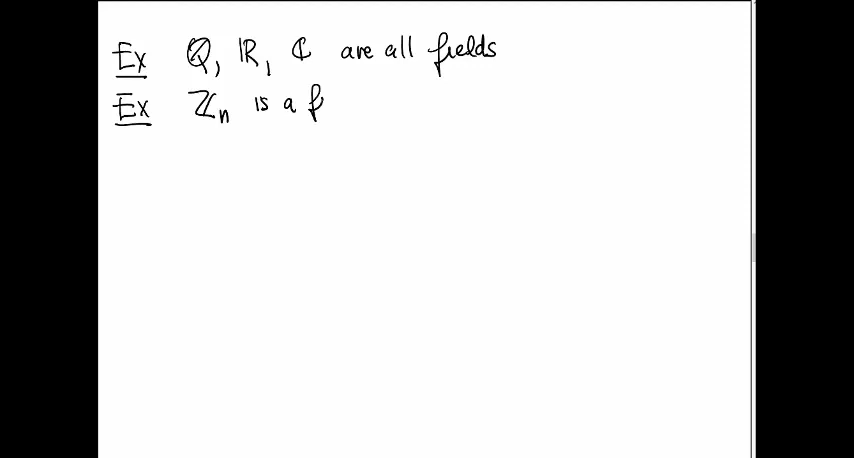 Ex ℚ, ℝ, ℂ are all fields
Ex ℤn is a f